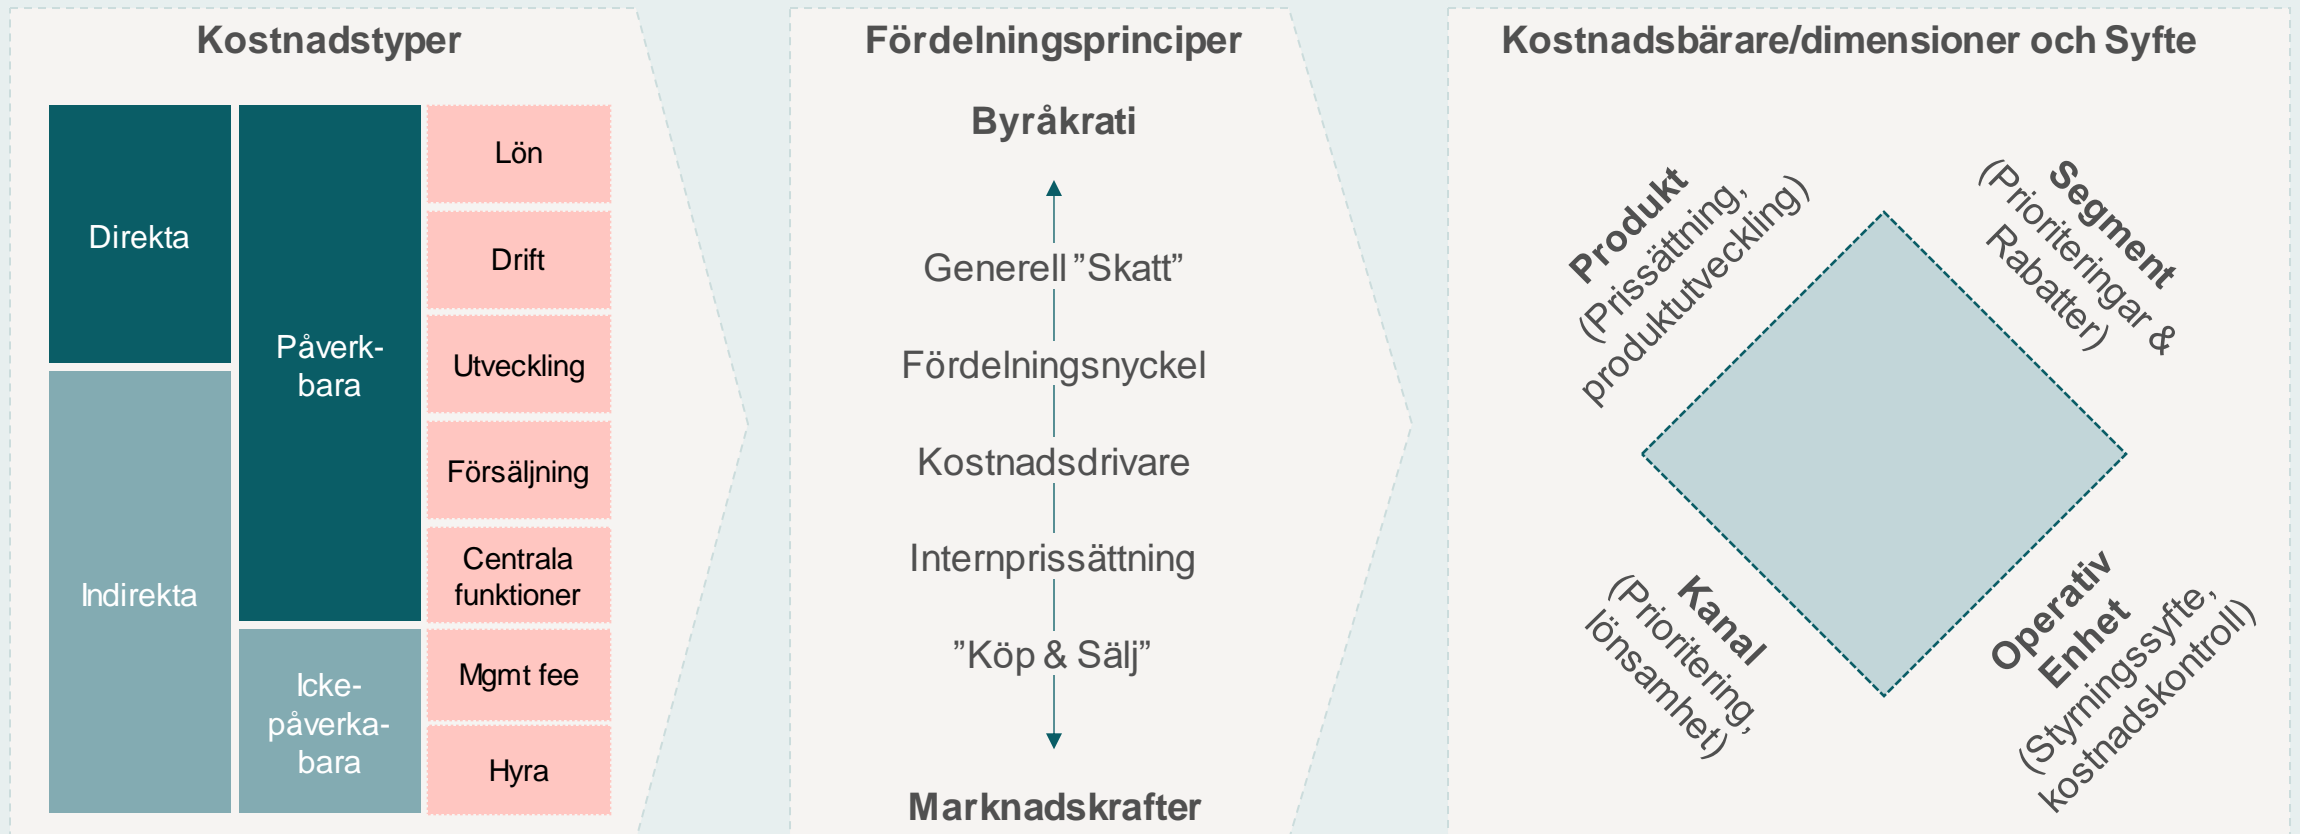 Kostnadstyper
Direkta
Indirekta
Påverk-
bara
Icke-
påverka-
bara
Lön
Drift
Utveckling
Försäljning
Centrala
funktioner
Mgmt fee
Hyra
Fördelningsprinciper
Byråkrati
Generell ”Skatt”
Fördelningsnyckel
Kostnadsdrivare
Internprissättning
”Köp & Sälj”
Marknadskrafter
Kostnadsbärare/dimensioner och Syfte
Produkt
(Prissättning,
produktutveckling)
Segment
(Prioriteringar &
Rabatter)
Kanal
(Prioritering,
lönsamhet)
Operativ
Enhet
(Styrningssyfte,
kostnadskontroll)